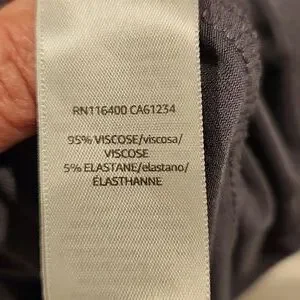 RN116400 CA61234
95% VISCOSE/viscosa/
VISCOSE
5% ELASTANE/elastano/
ÉLASTHANNE